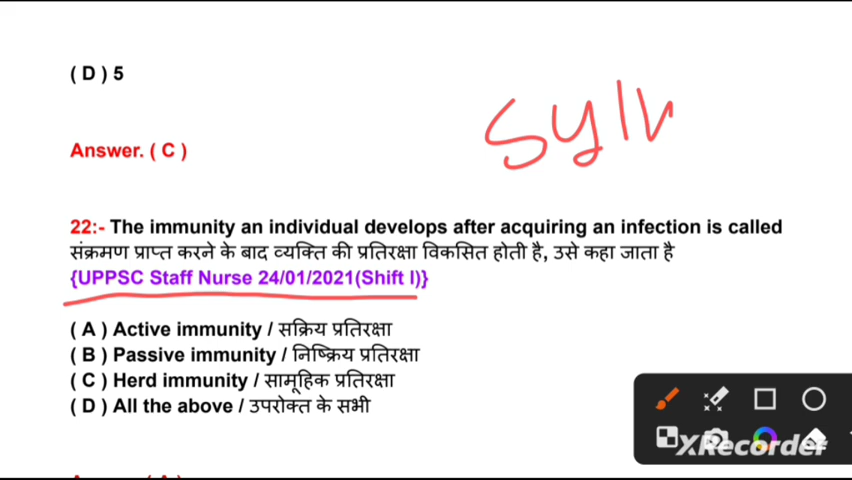 ( D ) 5
Answer. ( C )
22:- The immunity an individual develops after acquiring an infection is called
संक्रमण प्राप्त करने के बाद व्यक्ति की प्रतिरक्षा विकसित होती है, उसे कहा जाता है
{UPPSC Staff Nurse 24/01/2021(Shift I)}
( A ) Active immunity / सक्रिय प्रतिरक्षा
( B ) Passive immunity / निष्क्रिय प्रतिरक्षा
( C ) Herd immunity / सामूहिक प्रतिरक्षा
( D ) All the above / उपरोक्त के सभी
XRecorder